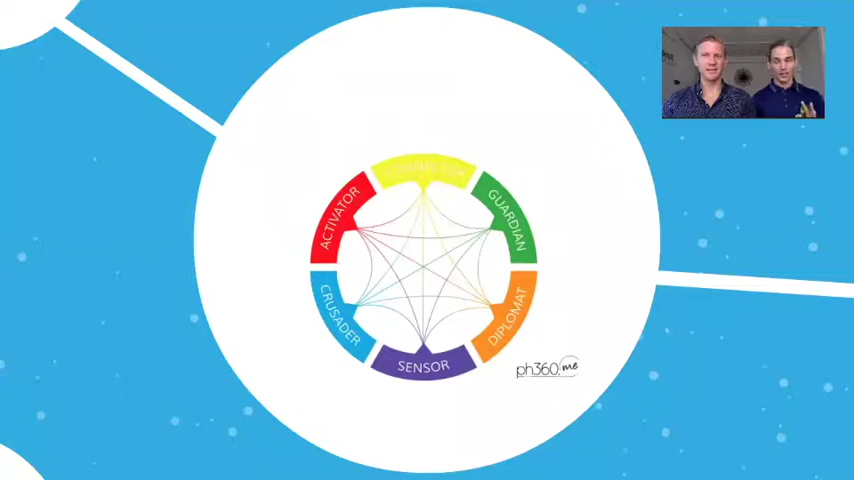 ACTIVATOR
GUARDIAN
CRUSADER
DIPLOMAT
SENSOR
ph360.me